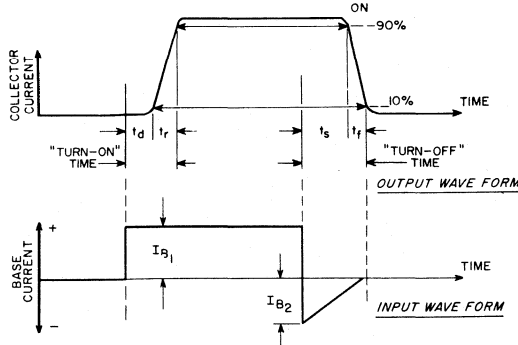 ON
90%
COLLECTOR
CURRENT
10%
TIME
td
tr
ts
tf
"TURN-ON"
TIME
"TURN-OFF"
TIME
OUTPUT WAVE FORM
+
IB1
BASE
CURRENT
TIME
IB2
INPUT WAVE FORM
−